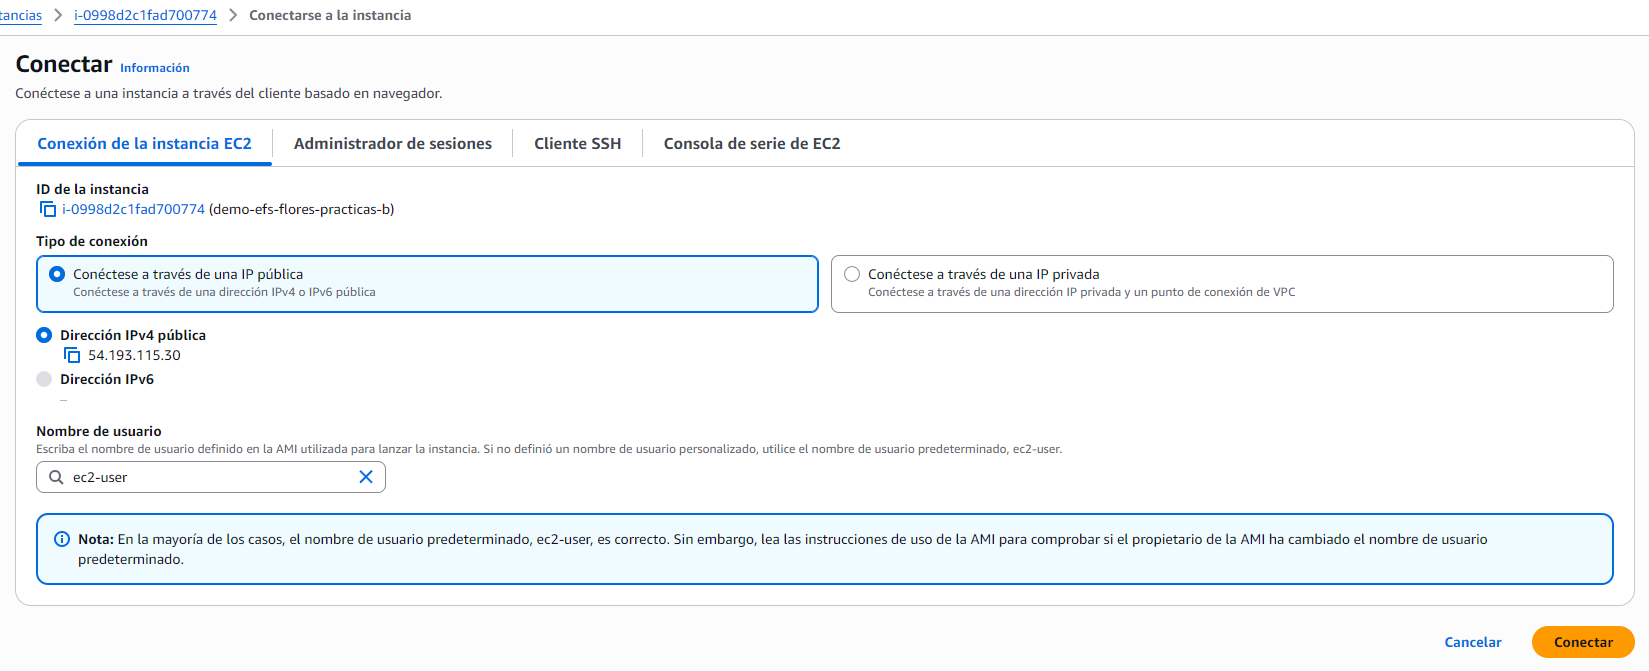 tancias > i-0998d2c1fad700774 > Conectarse a la instancia
Conectar Información
Conéctese a una instancia a través del cliente basado en navegador.
Conexión de la instancia EC2 Administrador de sesiones Cliente SSH Consola de serie de EC2
ID de la instancia
i-0998d2c1fad700774 (demo-efs-flores-practicas-b)
Tipo de conexión
Conéctese a través de una IP pública
Conéctese a través de una dirección IPv4 o IPv6 pública
Conéctese a través de una IP privada
Conéctese a través de una dirección IP privada y un punto de conexión de VPC
Dirección IPv4 pública
54.193.115.30
Dirección IPv6
–
Nombre de usuario
Escriba el nombre de usuario definido en la AMI utilizada para lanzar la instancia. Si no definió un nombre de usuario personalizado, utilice el nombre de usuario predeterminado, ec2-user.
ec2-user
Nota: En la mayoría de los casos, el nombre de usuario predeterminado, ec2-user, es correcto. Sin embargo, lea las instrucciones de uso de la AMI para comprobar si el propietario de la AMI ha cambiado el nombre de usuario
predeterminado.
Cancelar Conectar